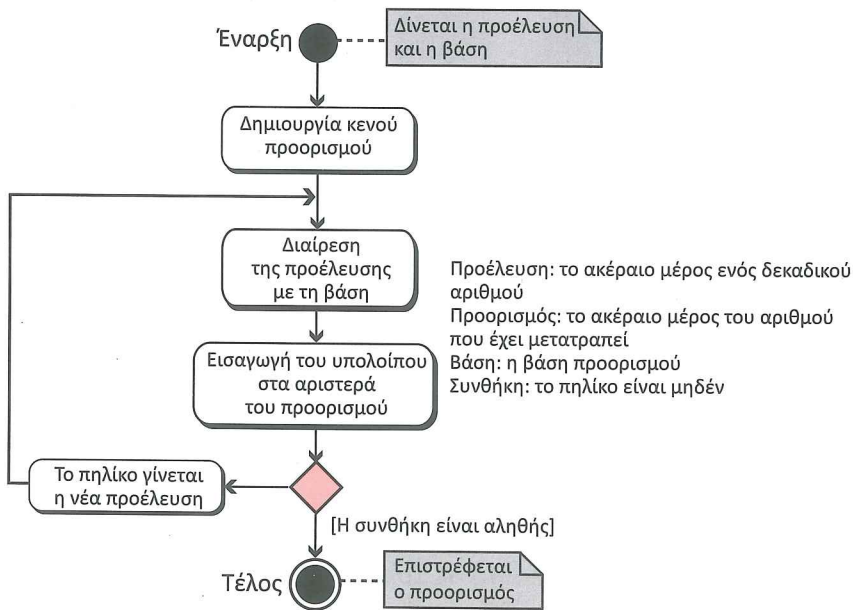 Έναρξη
Δίνεται η προέλευση
και η βάση
Δημιουργία κενού
προορισμού
Διαίρεση
της προέλευσης
με τη βάση
Προέλευση: το ακέραιο μέρος ενός δεκαδικού
αριθμού
Προορισμός: το ακέραιο μέρος του αριθμού
που έχει μετατραπεί
Βάση: η βάση προορισμού
Συνθήκη: το πηλίκο είναι μηδέν
Εισαγωγή του υπολοίπου
στα αριστερά
του προορισμού
Το πηλίκο γίνεται
η νέα προέλευση
[Η συνθήκη είναι αληθής]
Τέλος
Επιστρέφεται
ο προορισμός